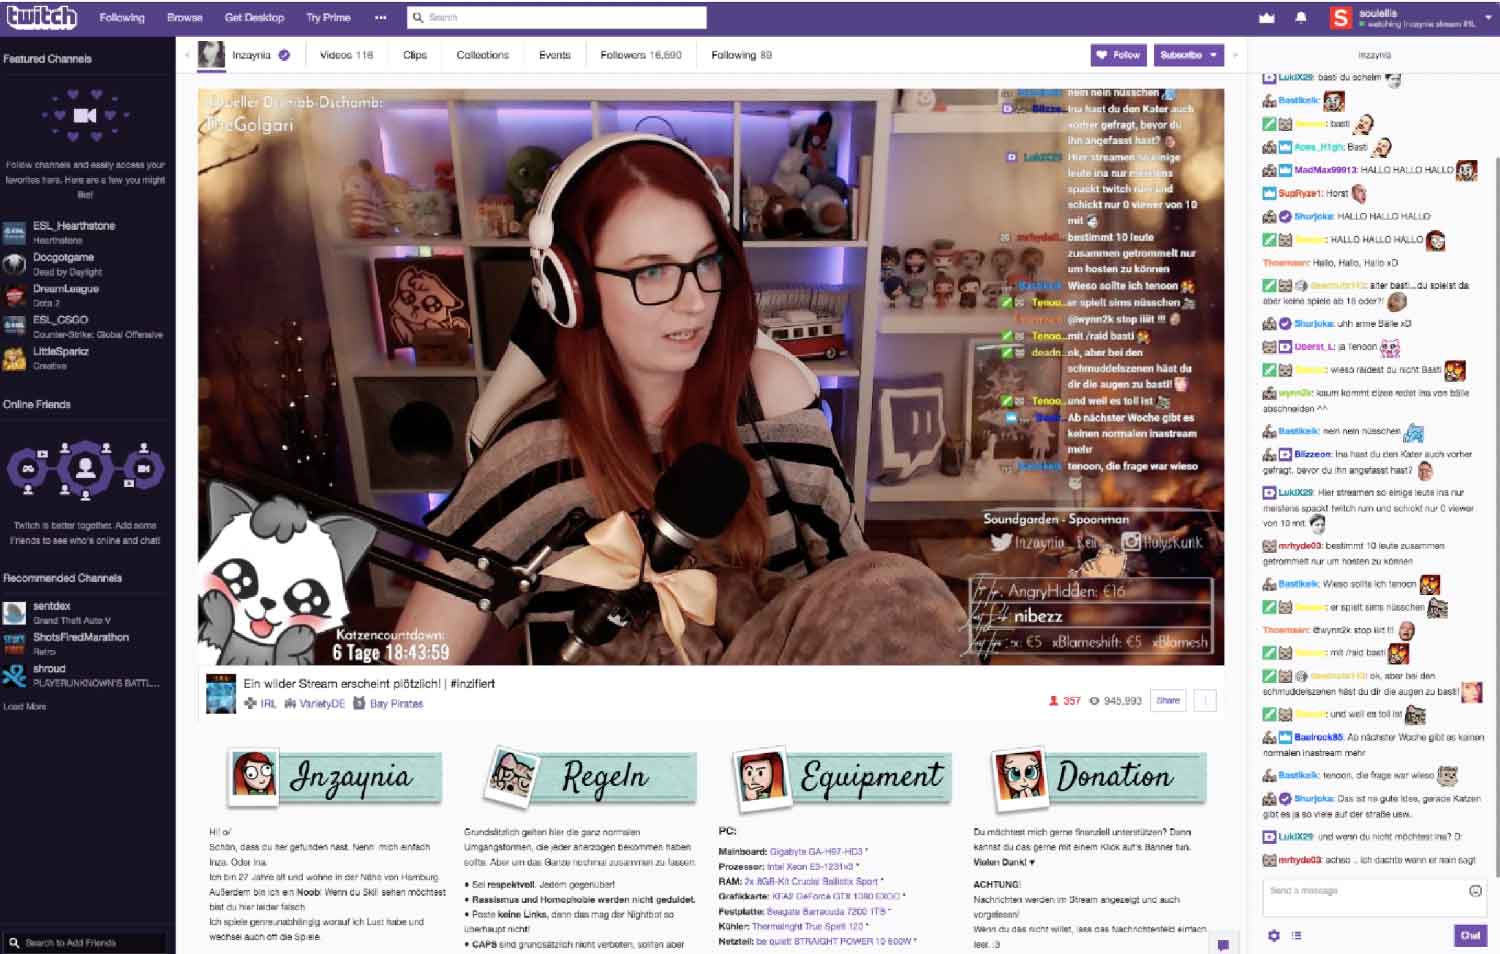 twitch
Following
Browse
Get Desktop
Try Prime
Search
soulellis
watching Inzaynia stream IRL
Featured Channels
Follow channels and easily access your
favorites here. Here are a few you might
like!
ESL_Hearthstone
Hearthstone
Docgotgame
Dead by Daylight
DreamLeague
Dota 2
ESL_CSGO
Counter-Strike: Global Offensive
LittleSparkz
Creative
Online Friends
Twitch is better together. Add some
Friends to see who's online and chat!
Recommended Channels
sentdex
Grand Theft Auto V
ShotsFiredMarathon
Retro
shroud
PLAYERUNKNOWN'S BATTL...
Load More
Search to Add Friends
Inzaynia
Videos 116
Clips
Collections
Events
Followers 16,690
Following 89
Follow
Subscribe
TheGolgari
nein nein nüsschen
Blizze... Ina hast du den Kater auch
vorher gefragt, bevor du
ihn angefasst hast?
LukiX29: Hier streamen so einige
leute ina nur meistens
spackt twitch rum und
schickt nur 0 viewer von 10
mit
mrhyde0... bestimmt 10 leute
zusammen getrommelt nur
um hosten zu können
Bastikeik: Wieso sollte ich tenoon
Tenoo... er spielt sims nüsschen
@wynn2k stop iiiit !!!
Tenoo... mit /raid basti
deadn... ok, aber bei den
schmuddelszenen häst du
dir die augen zu basti!
Tenoo... und weil es toll ist
Ab nächster Woche gibt es
keinen normalen inastream
mehr
Bastikeik: tenoon, die frage war wieso
Soundgarden - Spoonman
Inzaynia
HolyKunk
AngryHidden: €16
nibezz
€5 xBlameshift: €5 xBlamesh
Katzencountdown:
6 Tage 18:43:59
Ein wilder Stream erscheint plötzlich! | #inzifiert
IRL VarietyDE Bay Pirates
357 945,993 Share
Inzaynia
Hi! o/
Schön, dass du her gefunden hast. Nenn' mich einfach
Inza. Oder Ina.
Ich bin 27 Jahre alt und wohne in der Nähe von Hamburg.
Außerdem bin ich ein Noob! Wenn du Skill sehen möchtest
bist du hier leider falsch.
Ich spiele genreunabhängig worauf ich Lust habe und
wechsel auch oft die Spiele.
Regeln
Grundsätzlich gelten hier die ganz normalen
Umgangsformen, die jeder anerzogen bekommen haben
sollte. Aber um das Ganze nochmal zusammen zu fassen:
• Sei respektvoll. Jedem gegenüber!
• Rassismus und Homophobie werden nicht geduldet.
• Poste keine Links, denn das mag der Nightbot so
überhaupt nicht!
• CAPS sind grundsätzlich nicht verboten, sollten aber
Equipment
PC:
Mainboard: Gigabyte GA-H97-HD3 *
Prozessor: Intel Xeon E3-1231v3 *
RAM: 2x 8GB-Kit Crucial Ballistix Sport *
Grafikkarte: KFA2 GeForce GTX 1080 EXOC *
Festplatte: Seagate Barracuda 7200 1TB *
Kühler: Thermalright True Spirit 120 *
Netzteil: be quiet! STRAIGHT POWER 10 600W *
Donation
Du möchtest mich gerne finanziell unterstützen? Dann
kannst du das gerne mit einem Klick auf's Banner tun.
Vielen Dank! ♥
ACHTUNG!
Nachrichten werden im Stream angezeigt und auch
vorgelesen!
Wenn du das nicht willst, lass das Nachrichtenfeld einfach
leer. :3
Inzaynia
LukiX29: basti du schelm
Bastikeik:
: basti
Aces_H1gh: Basti
MadMax99913: HALLO HALLO HALLO
SupRyze1: Horst
Shurjoka: HALLO HALLO HALLO
: HALLO HALLO HALLO
Thoemsen: Hallo, Hallo, Hallo xD
: alter basti...du spielst da
aber keine spiele ab 18 oder?!
Shurjoka: uhh arme Bälle xD
Oberst_L: ja Tenoon
: wieso raidest du nicht Basti
wynn2k: kaum kommt dizee redet ina von bälle
abschneiden ^^
Bastikeik: nein nein nüsschen
Blizzeon: Ina hast du den Kater auch vorher
gefragt, bevor du ihn angefasst hast?
LukiX29: Hier streamen so einige leute ina nur
meistens spackt twitch rum und schickt nur 0 viewer
von 10 mit
mrhyde03: bestimmt 10 leute zusammen
getrommelt nur um hosten zu können
Bastikeik: Wieso sollte ich tenoon
: er spielt sims nüsschen
Thoemsen: @wynn2k stop iiiit !!!
: mit /raid basti
: ok, aber bei den
schmuddelszenen häst du dir die augen zu basti!
: und weil es toll ist
Baelrock85: Ab nächster Woche gibt es keinen
normalen inastream mehr
Bastikeik: tenoon, die frage war wieso
Shurjoka: Das ist ne gute Idee, gerade Katzen
gibt es ja so viele auf der straße usw..
LukiX29: und wenn du nicht möchtest Ina? D:
mrhyde03: achso .. ich dachte wenn er nein sagt
Send a message
Chat